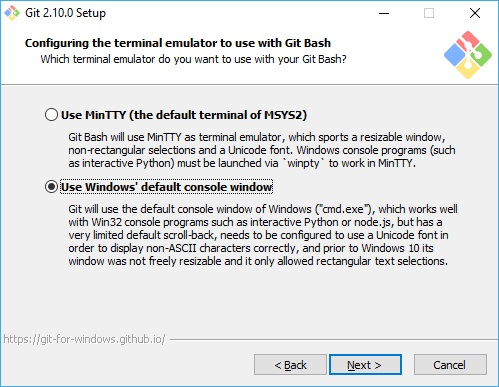 Git 2.10.0 Setup
Configuring the terminal emulator to use with Git Bash
Which terminal emulator do you want to use with your Git Bash?
Use MinTTY (the default terminal of MSYS2)
Git Bash will use MinTTY as terminal emulator, which sports a resizable window,
non-rectangular selections and a Unicode font. Windows console programs (such
as interactive Python) must be launched via `winpty` to work in MinTTY.
Use Windows' default console window
Git will use the default console window of Windows ("cmd.exe"), which works well
with Win32 console programs such as interactive Python or node.js, but has a
very limited default scroll-back, needs to be configured to use a Unicode font in
order to display non-ASCII characters correctly, and prior to Windows 10 its
window was not freely resizable and it only allowed rectangular text selections.
https://git-for-windows.github.io/
< Back
Next >
Cancel